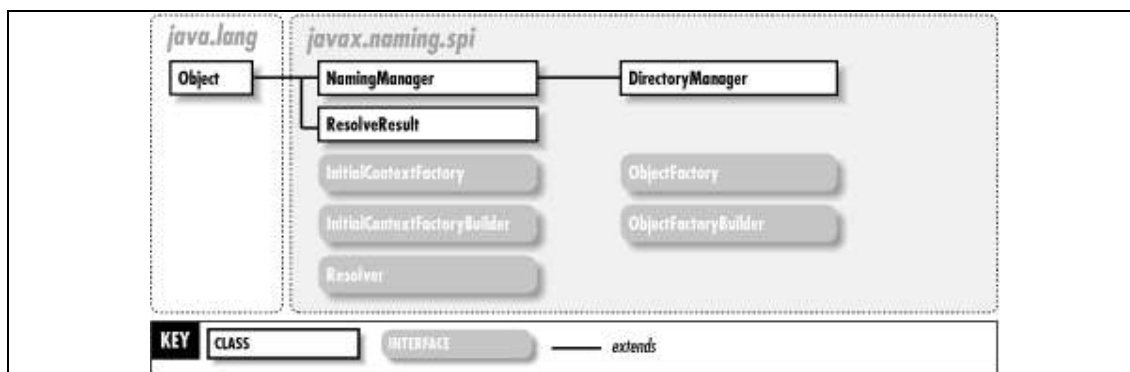 java.lang javax.naming.spi
Object NamingManager DirectoryManager
ResolveResult
InitialContextFactory ObjectFactory
InitialContextFactoryBuilder ObjectFactoryBuilder
Resolver
KEY CLASS INTERFACE extends